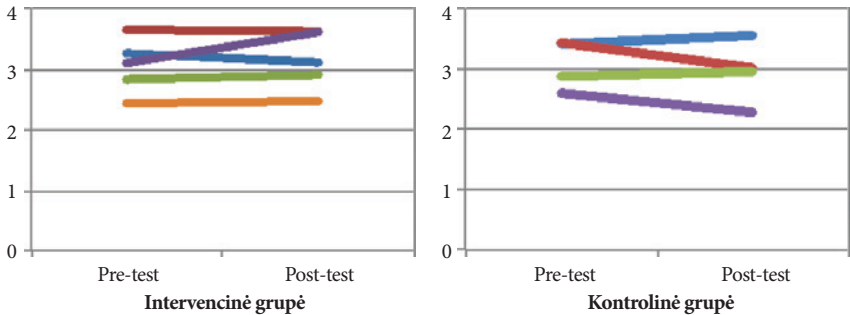 4
3
2
1
0
Pre-test Post-test
Intervencinė grupė
4
3
2
1
0
Pre-test Post-test
Kontrolinė grupė